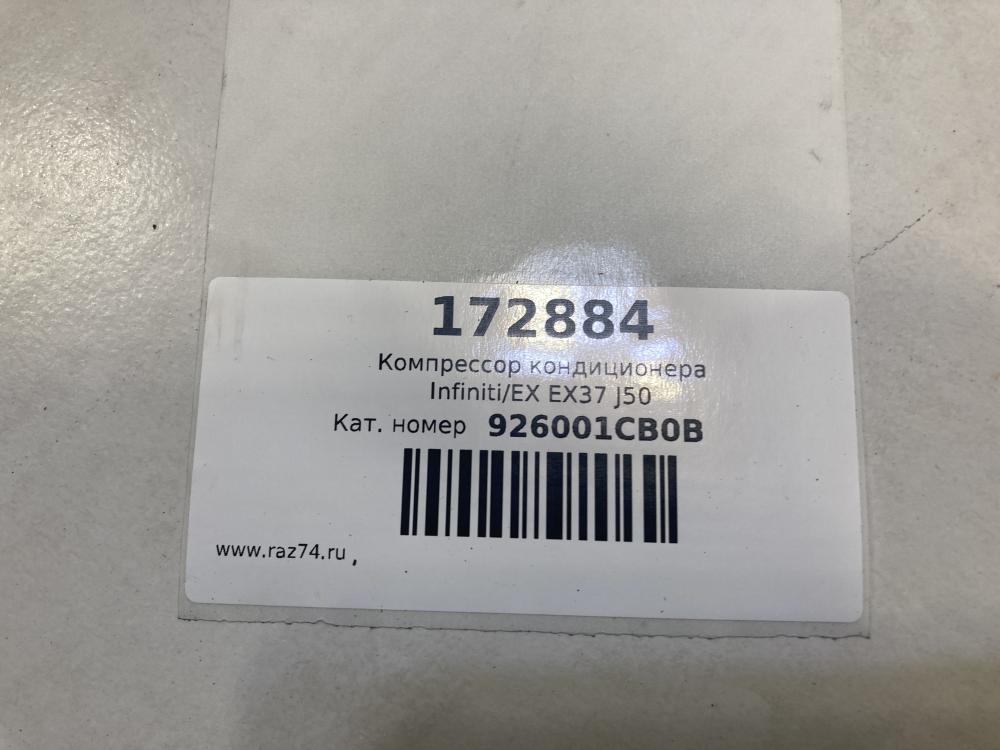 172884
Компрессор кондиционера
Infiniti/EX EX37 J50
Кат. номер 926001CB0B
www.raz74.ru ,